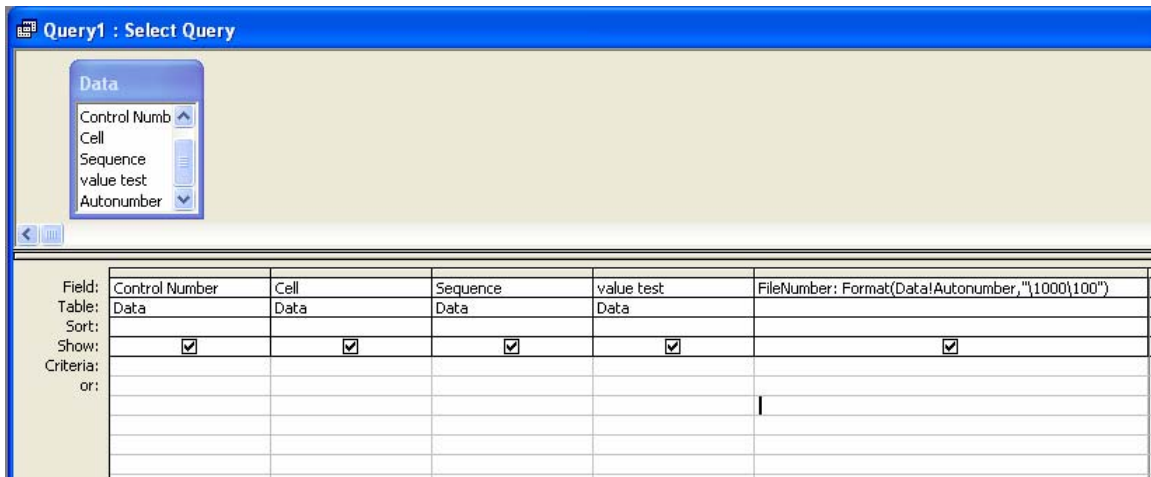 Query1 : Select Query
Data
Control Numb
Cell
Sequence
value test
Autonumber
Field: Control Number Cell Sequence value test FileNumber: Format(Data!Autonumber,"\1000\100")
Table: Data Data Data Data
Sort:
Show:
Criteria:
or: